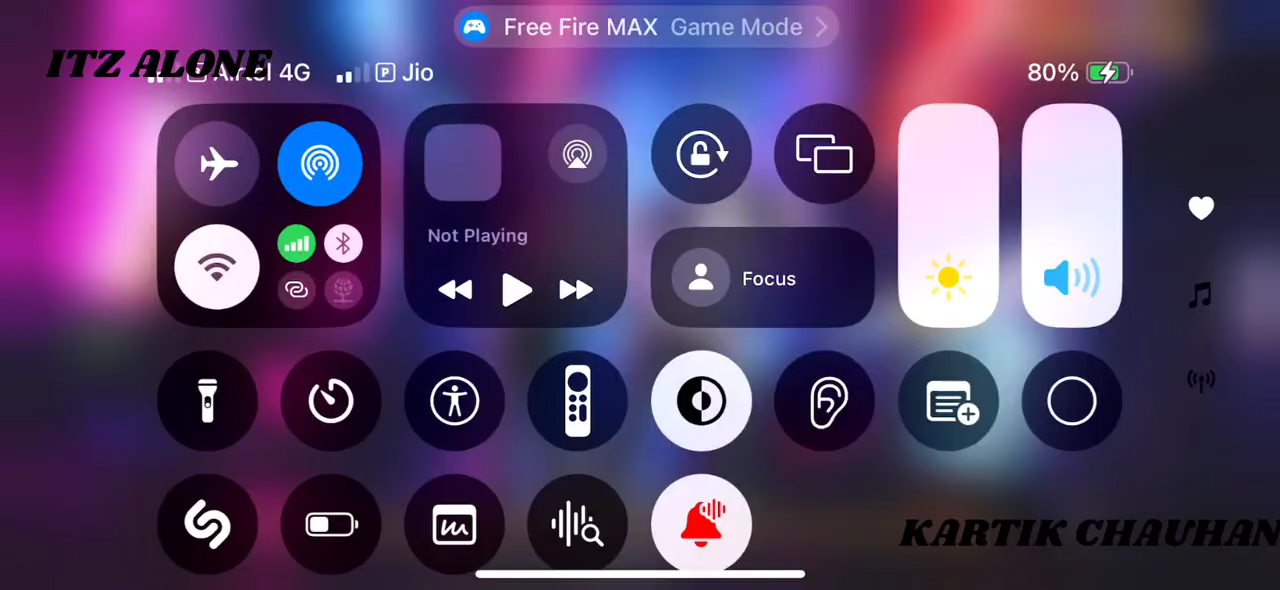 Free Fire MAX Game Mode
ITZ ALONE
P Airtel 4G P Jio
80%
Not Playing
Focus
KARTIK CHAUHAN